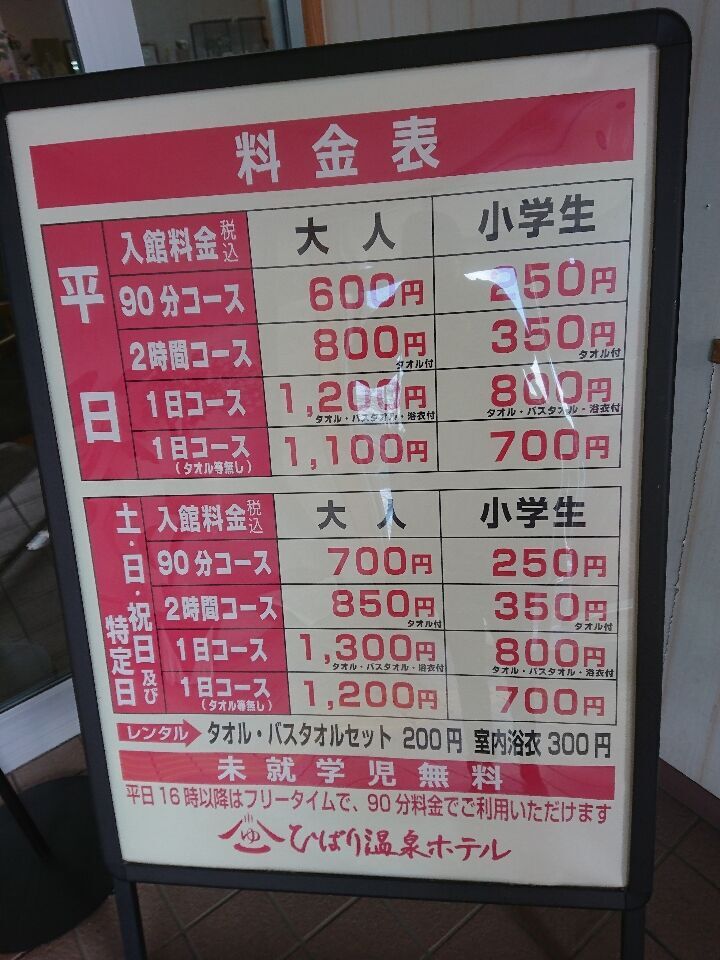 料金表
平日 入館料金 税込 大人 小学生
90分コース 600円 250円
2時間コース 800円 タオル付 350円 タオル付
1日コース 1,200円 タオル・バスタオル・浴衣付 800円 タオル・バスタオル・浴衣付
1日コース (タオル等無し) 1,100円 700円
土・日・祝日及び特定日 入館料金 税込 大人 小学生
90分コース 700円 250円
2時間コース 850円 タオル付 350円 タオル付
1日コース 1,300円 タオル・バスタオル・浴衣付 800円 タオル・バスタオル・浴衣付
1日コース (タオル等無し) 1,200円 700円
レンタル タオル・バスタオルセット 200円 室内浴衣 300円
未就学児無料
平日16時以降はフリータイムで、90分料金でご利用いただけます
ゆ ひばり温泉ホテル